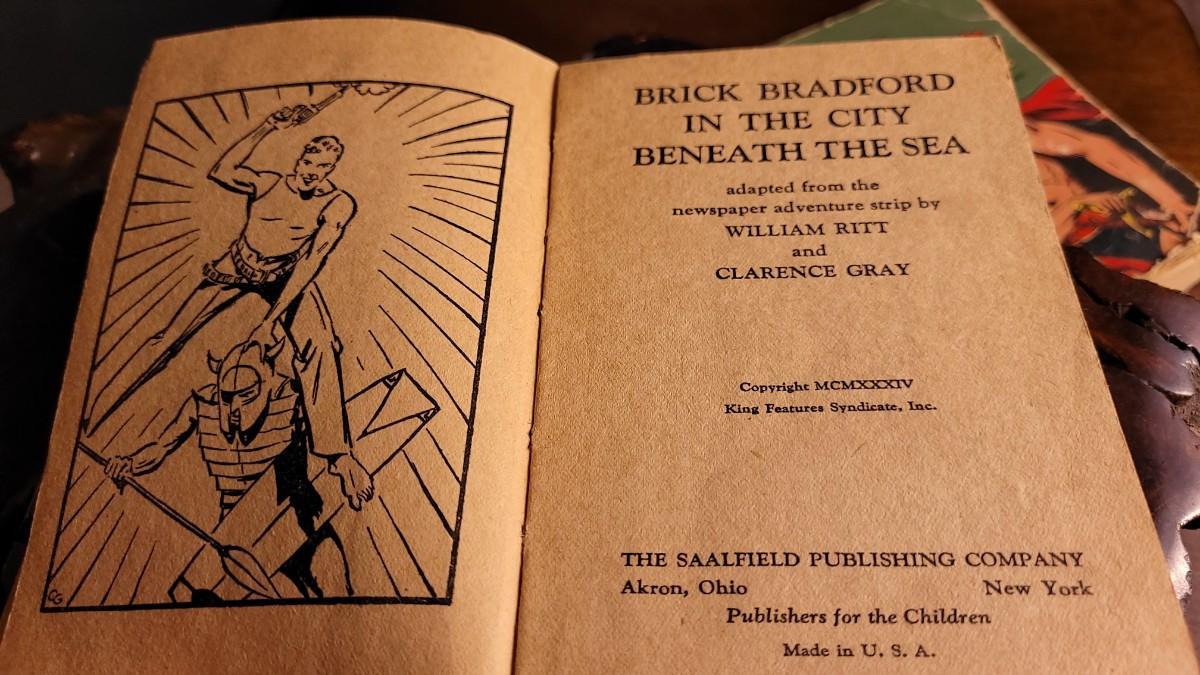 BRICK BRADFORD
IN THE CITY
BENEATH THE SEA
adapted from the
newspaper adventure strip by
WILLIAM RITT
and
CLARENCE GRAY
Copyright MCMXXXIV
King Features Syndicate, Inc.
THE SAALFIELD PUBLISHING COMPANY
Akron, Ohio New York
Publishers for the Children
Made in U. S. A.
CG